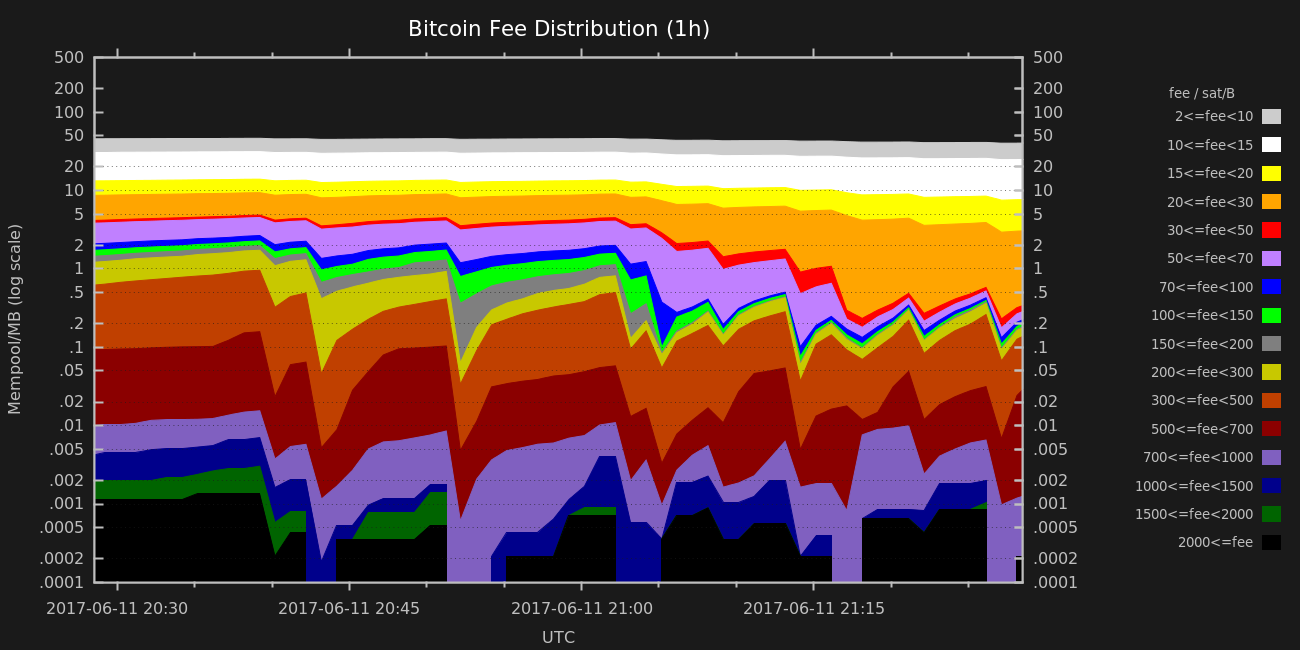 Bitcoin Fee Distribution (1h)
500
200
100
50
20
10
5
2
1
.5
.2
.1
.05
.02
.01
.005
.002
.001
.0005
.0002
.0001
Mempool/MB (log scale)
500
200
100
50
20
10
5
2
1
.5
.2
.1
.05
.02
.01
.005
.002
.001
.0005
.0002
.0001
2017-06-11 20:30 2017-06-11 20:45 2017-06-11 21:00 2017-06-11 21:15
UTC
fee / sat/B
2<=fee<10
10<=fee<15
15<=fee<20
20<=fee<30
30<=fee<50
50<=fee<70
70<=fee<100
100<=fee<150
150<=fee<200
200<=fee<300
300<=fee<500
500<=fee<700
700<=fee<1000
1000<=fee<1500
1500<=fee<2000
2000<=fee